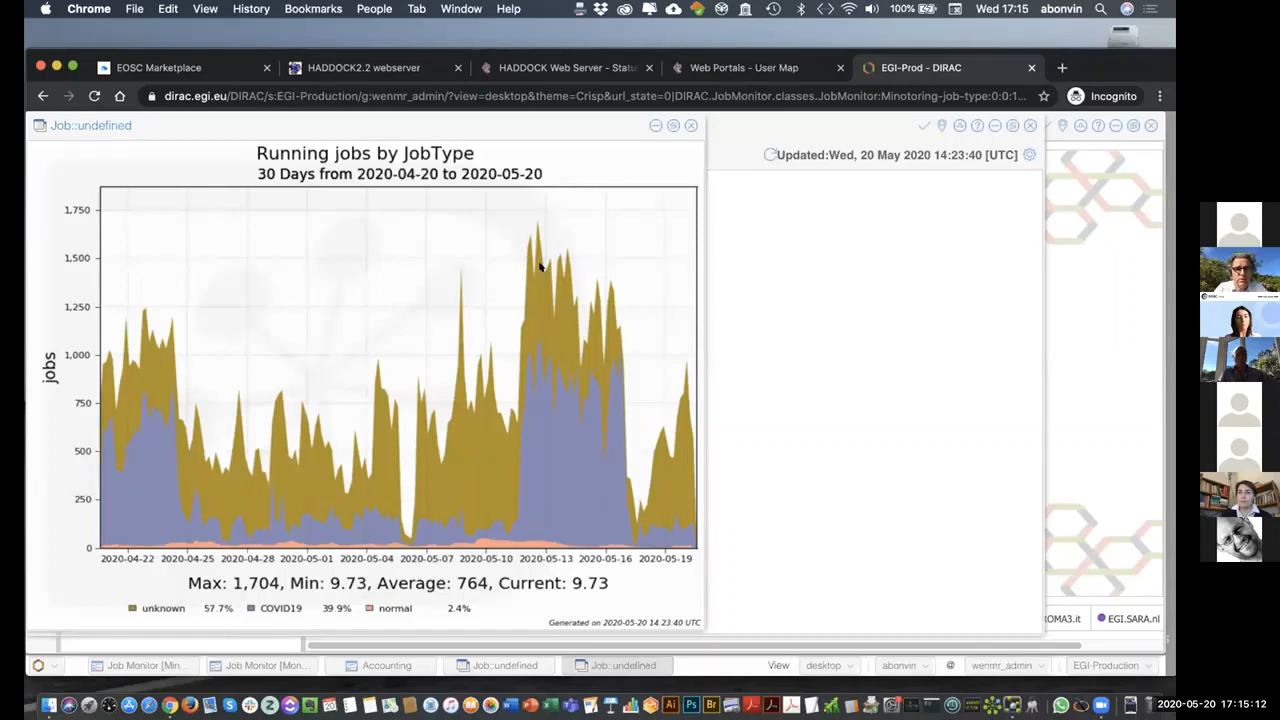 Chrome File Edit View History Bookmarks People Tab Window Help 100% Wed 17:15 abonvin
EOSC Marketplace HADDOCK2.2 webserver HADDOCK Web Server - Statu Web Portals - User Map EGI-Prod - DIRAC
dirac.egi.eu/DIRAC/s:EGI-Production/g:wenmr_admin/?view=desktop&theme=Crisp&url_state=0|DIRAC.JobMonitor.classes.JobMonitor:Minotoring-job-type:0:0:1... Incognito
Job::undefined
Updated:Wed, 20 May 2020 14:23:40 [UTC]
Running jobs by JobType
30 Days from 2020-04-20 to 2020-05-20
1,750
1,500
1,250
1,000
750
500
250
0
jobs
2020-04-22 2020-04-25 2020-04-28 2020-05-01 2020-05-04 2020-05-07 2020-05-10 2020-05-13 2020-05-16 2020-05-19
Max: 1,704, Min: 9.73, Average: 764, Current: 9.73
unknown 57.7% COVID19 39.9% normal 2.4%
Generated on 2020-05-20 14:23:40 UTC
OMA3.it EGI.SARA.nl
Job Monitor [Min... Job Monitor [Mon... Accounting Job::undefined Job::undefined View desktop abonvin @ wenmr_admin EGI-Production
2020-05-20 17:15:12